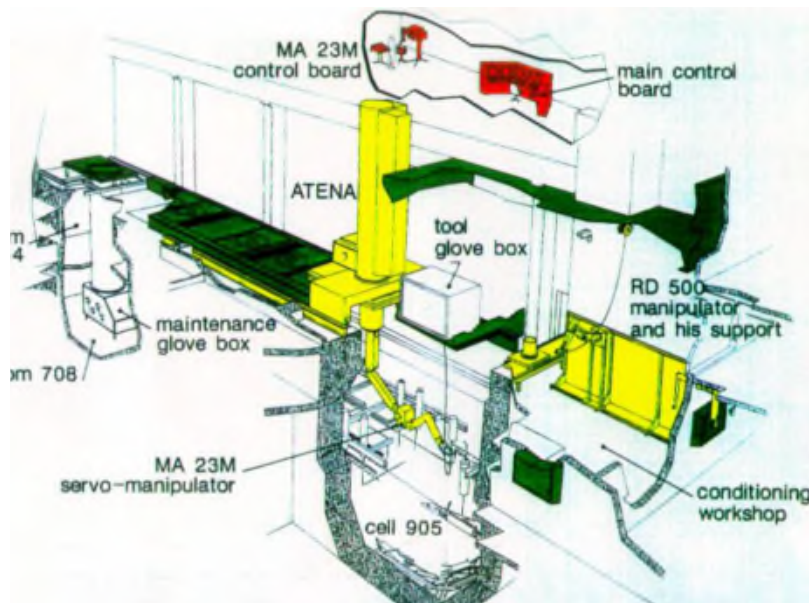 MA 23M
control board
main control
board
ATENA
tool
glove box
m
4
RD 500
manipulator
and his support
maintenance
glove box
om 708
MA 23M
servo-manipulator
conditioning
workshop
cell 905